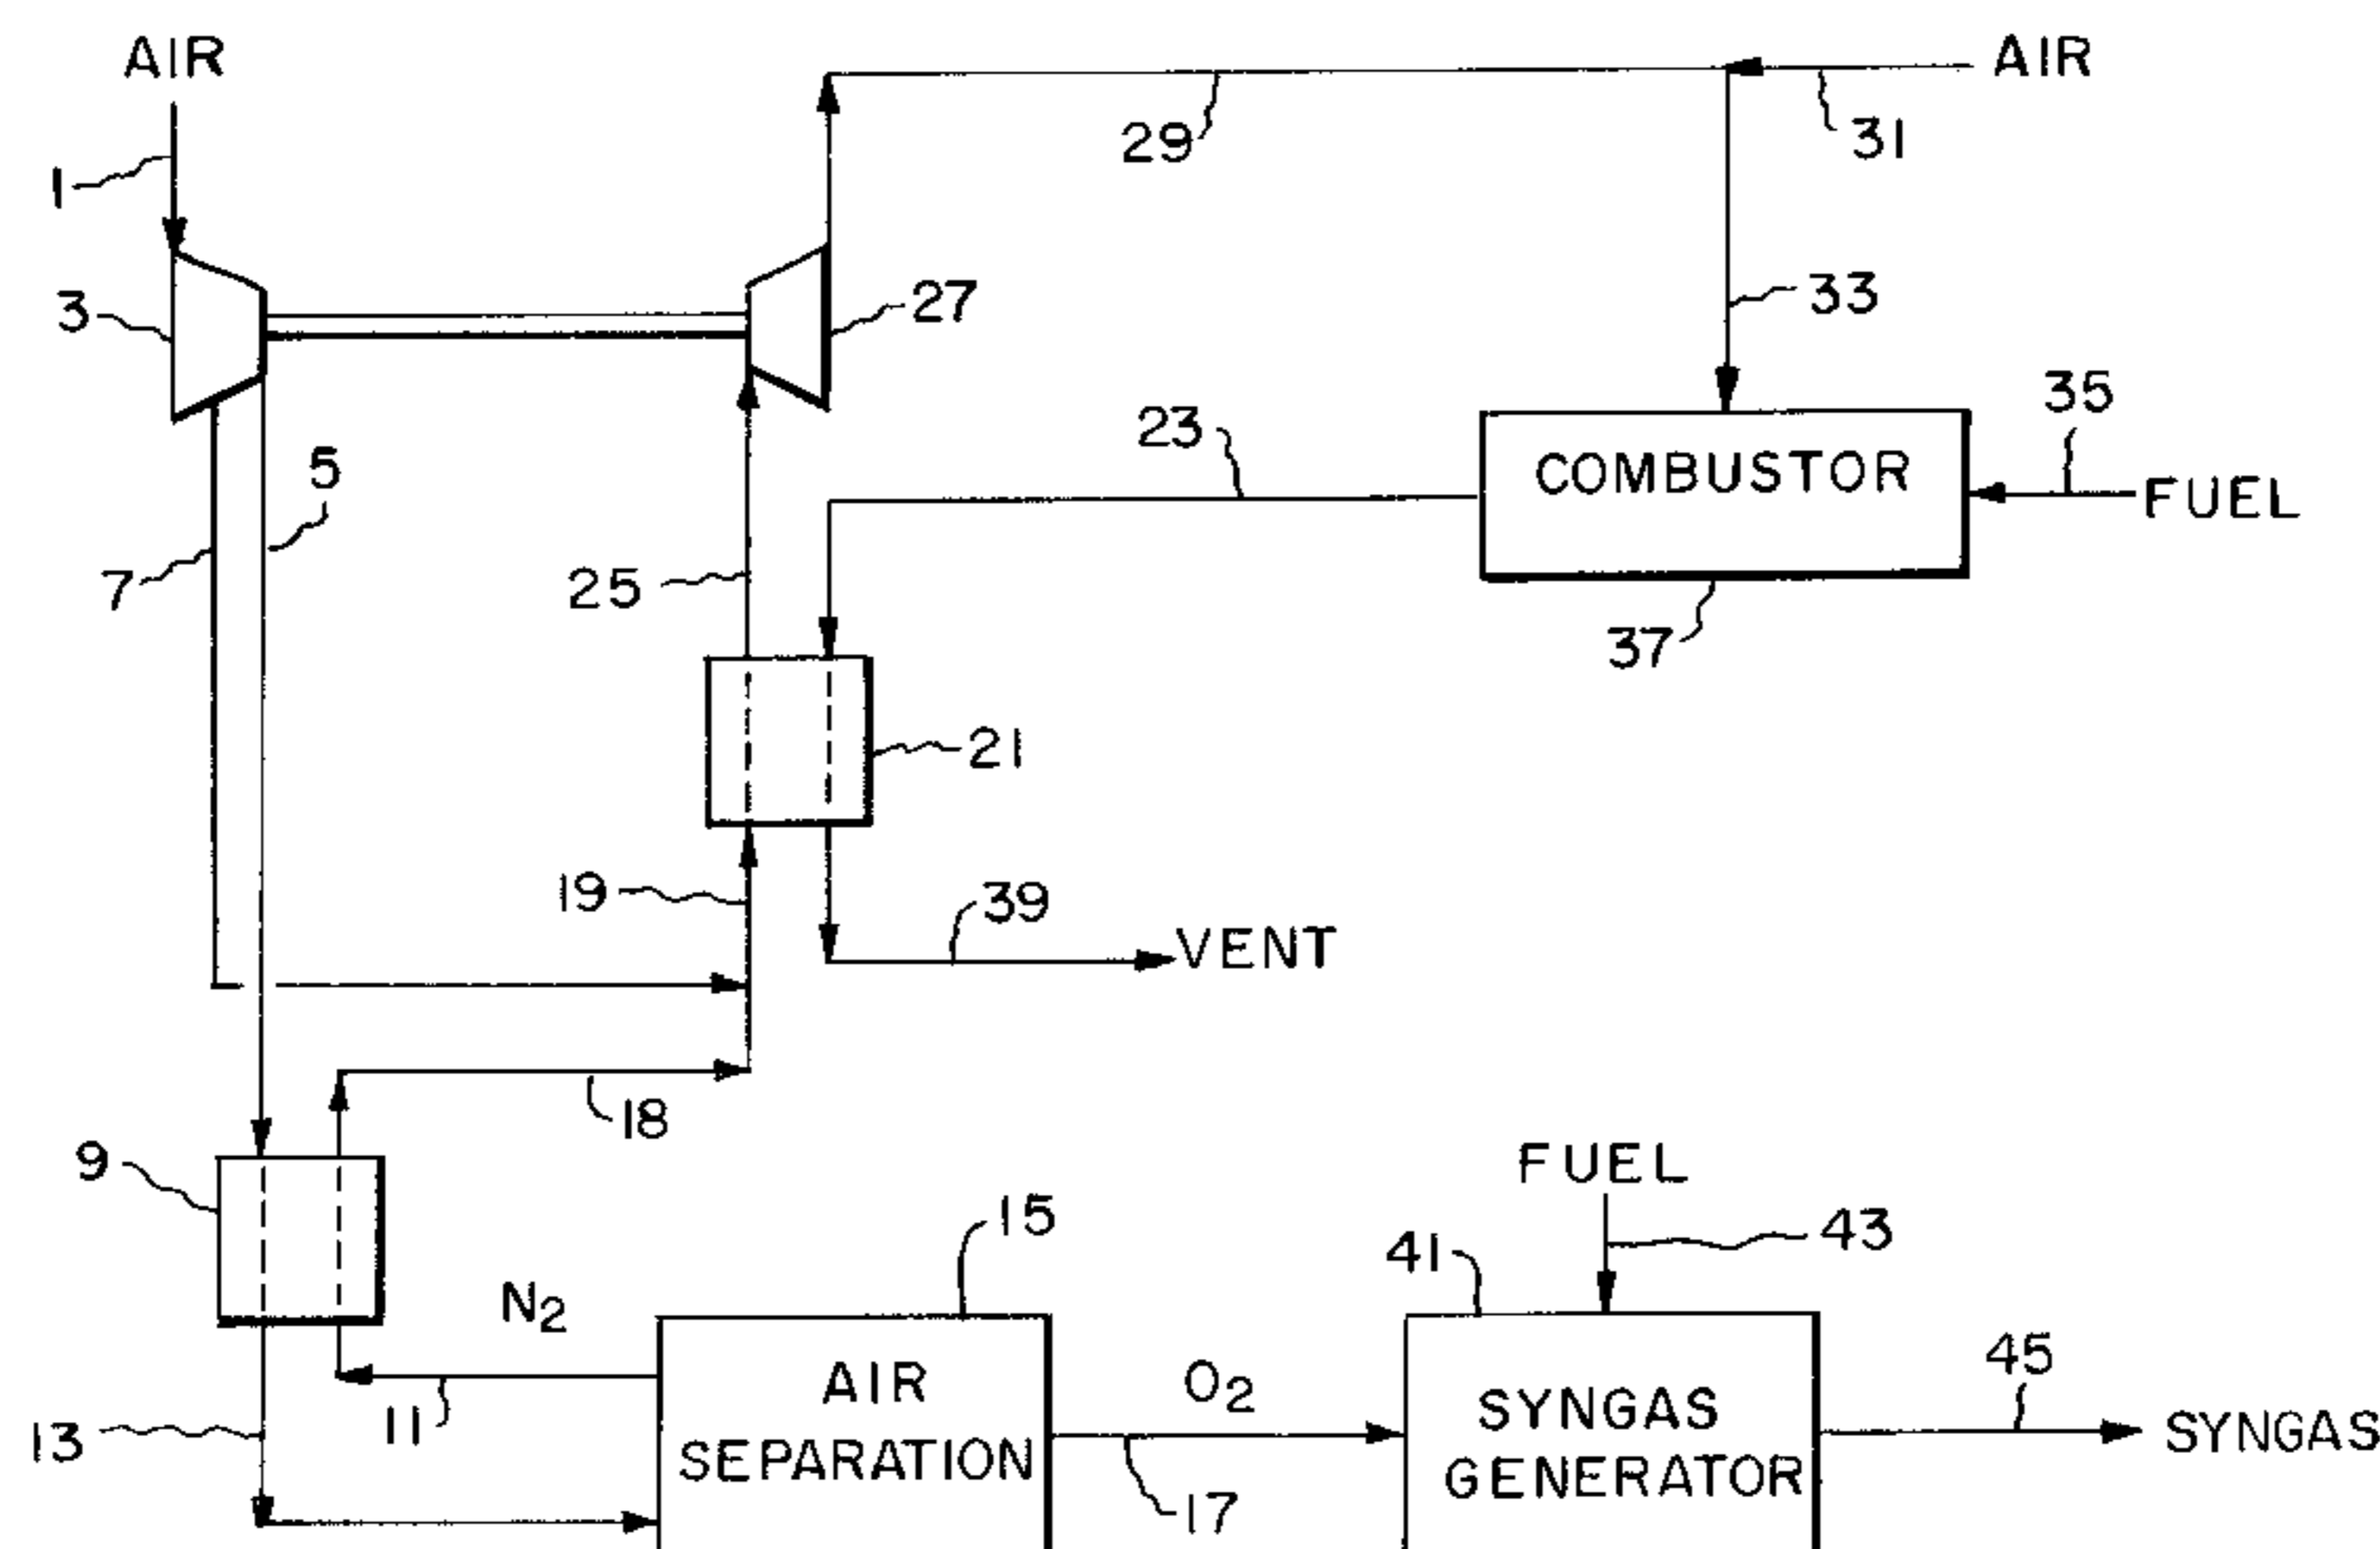 AIR
AIR
29
31
1
3
27
33
35
23
5
COMBUSTOR
FUEL
7
25
37
21
19
39
VENT
18
9
FUEL
15
41
43
N2
O2
45
11
13
AIR
SEPARATION
17
SYNGAS
GENERATOR
SYNGAS